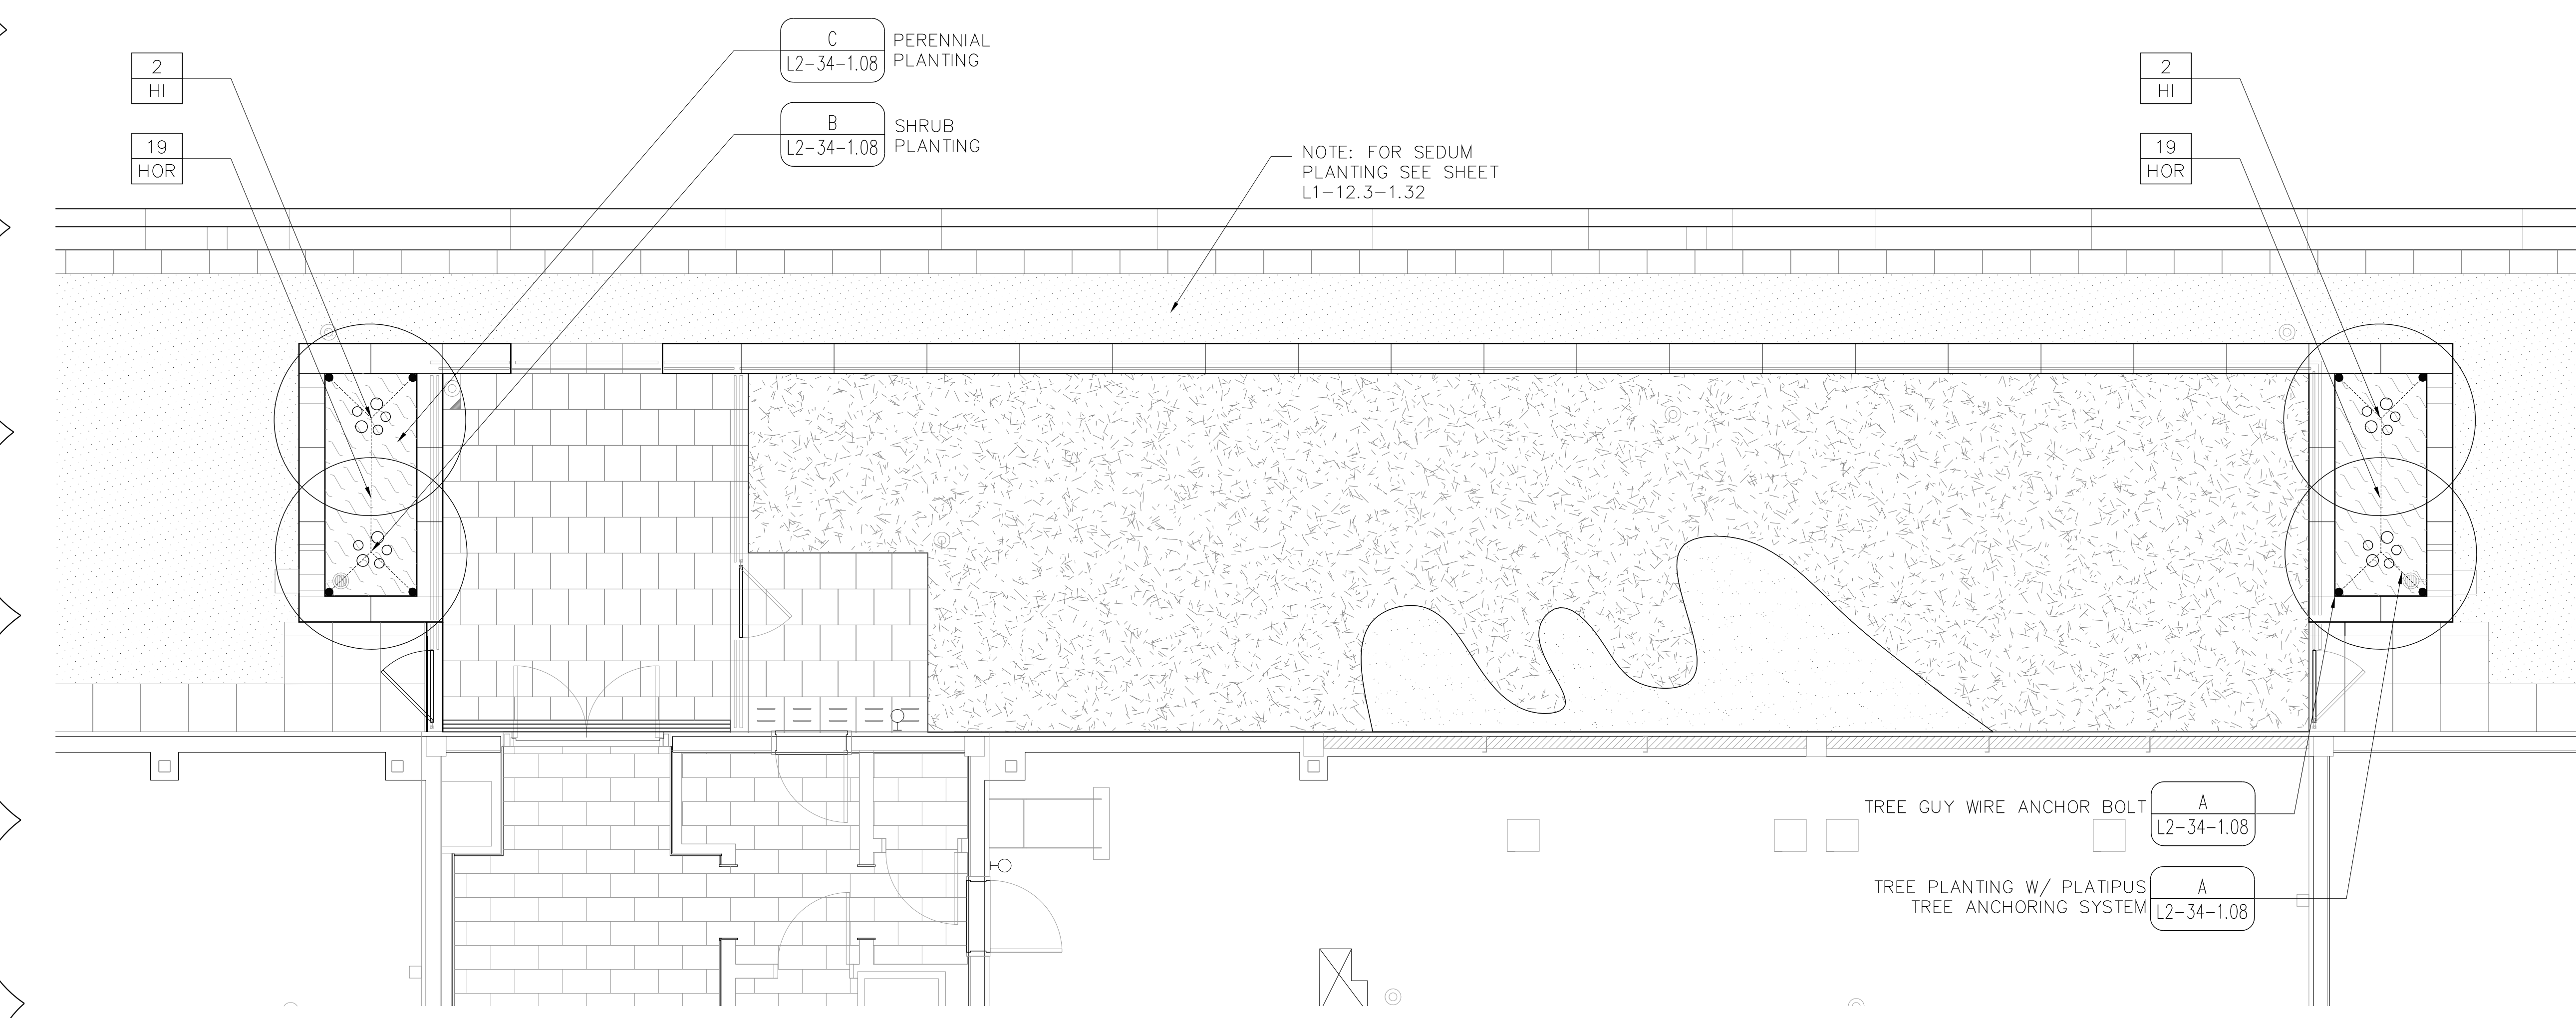 C
L2-34-1.08
PERENNIAL
PLANTING
2
HI
2
HI
B
L2-34-1.08
SHRUB
PLANTING
19
HOR
19
HOR
NOTE: FOR SEDUM
PLANTING SEE SHEET
L1-12.3-1.32
TREE GUY WIRE ANCHOR BOLT
A
L2-34-1.08
TREE PLANTING W/ PLATIPUS
TREE ANCHORING SYSTEM
A
L2-34-1.08